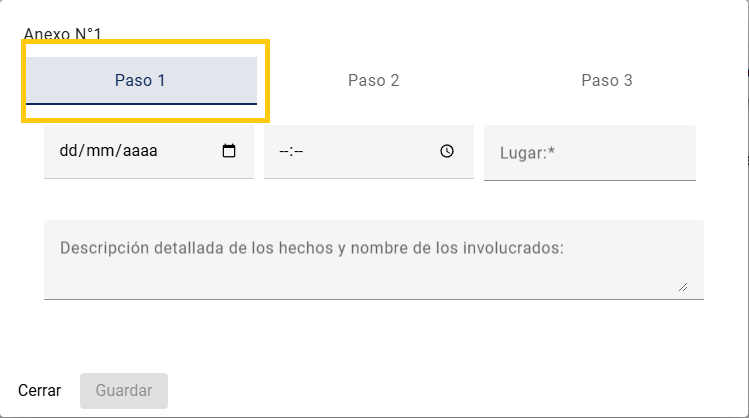 Anexo N°1
Paso 1 Paso 2 Paso 3
dd/mm/aaaa --:-- Lugar:*
Descripción detallada de los hechos y nombre de los involucrados:
Cerrar Guardar